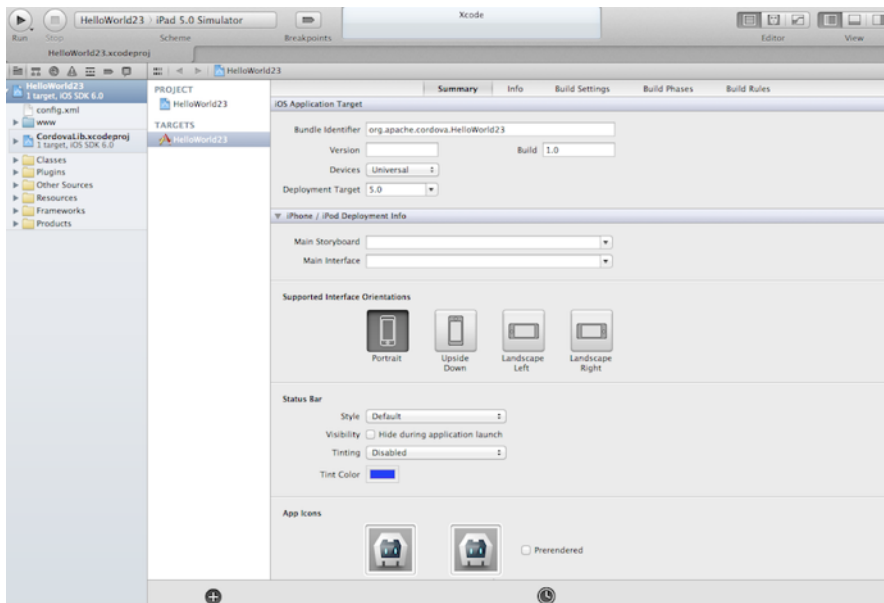 Xcode
HelloWorld23 › iPad 5.0 Simulator
Run Stop Scheme Breakpoints Editor View
HelloWorld23.xcodeproj
HelloWorld23
HelloWorld23
1 target, iOS SDK 6.0
config.xml
www
CordovaLib.xcodeproj
1 target, iOS SDK 6.0
Classes
Plugins
Other Sources
Resources
Frameworks
Products
PROJECT
HelloWorld23
TARGETS
HelloWorld23
Summary Info Build Settings Build Phases Build Rules
iOS Application Target
Bundle Identifier org.apache.cordova.HelloWorld23
Version Build 1.0
Devices Universal
Deployment Target 5.0
iPhone / iPod Deployment Info
Main Storyboard
Main Interface
Supported Interface Orientations
Portrait Upside Landscape Landscape
Down Left Right
Status Bar
Style Default
Visibility Hide during application launch
Tinting Disabled
Tint Color
App Icons
Prerendered